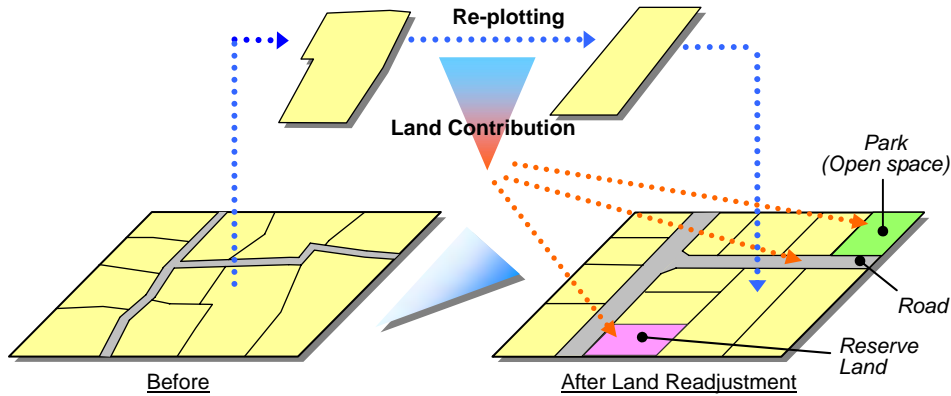 Re-plotting
Land Contribution
Park
(Open space)
Road
Reserve
Land
Before
After Land Readjustment